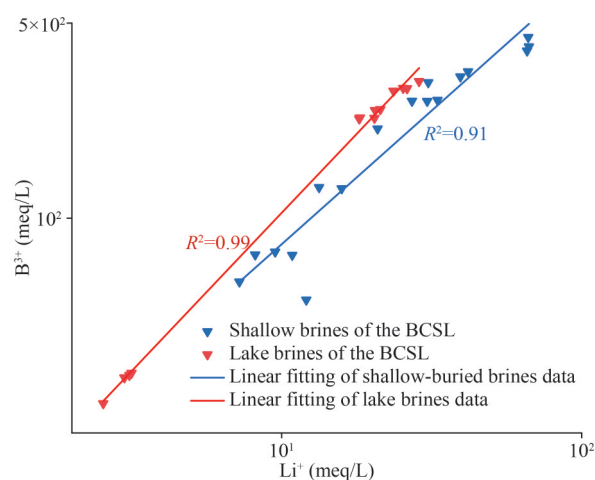 5×10²
R²=0.91
10²
R²=0.99
B³⁺ (meq/L)
Shallow brines of the BCSL
Lake brines of the BCSL
Linear fitting of shallow-buried brines data
Linear fitting of lake brines data
10¹
10²
Li⁺ (meq/L)